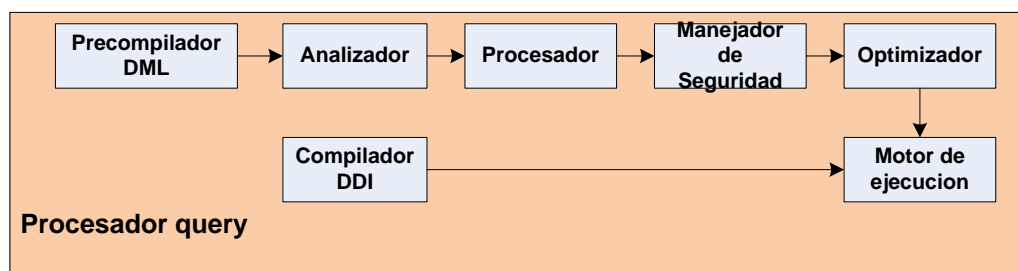 Precompilador
DML
Analizador
Procesador
Manejador
de
Seguridad
Optimizador
Compilador
DDI
Motor de
ejecucion
Procesador query